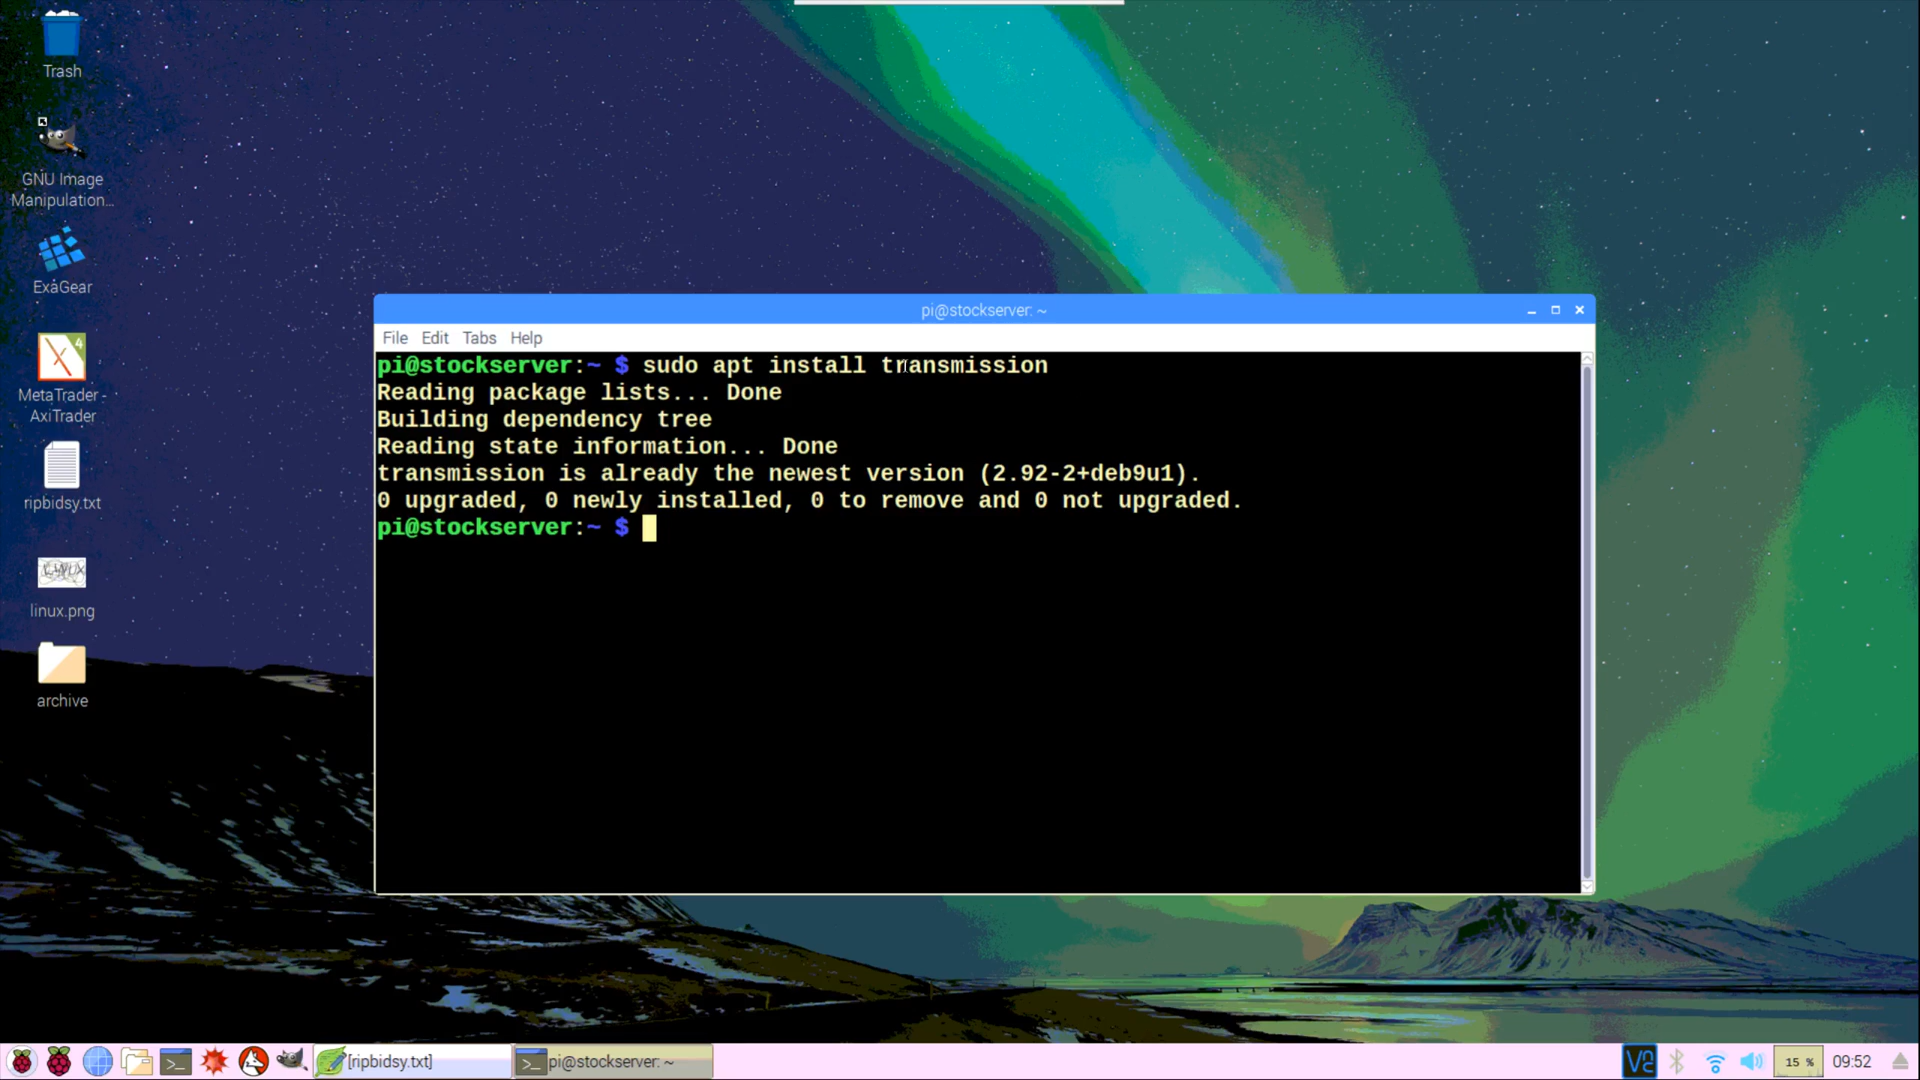 Trash
GNU Image
Manipulation...
ExaGear
4
MetaTrader -
AxiTrader
ripbidsy.txt
LINUX
linux.png
archive
pi@stockserver: ~
File Edit Tabs Help
pi@stockserver:~ $ sudo apt install transmission
Reading package lists... Done
Building dependency tree
Reading state information... Done
transmission is already the newest version (2.92-2+deb9u1).
0 upgraded, 0 newly installed, 0 to remove and 0 not upgraded.
pi@stockserver:~ $
>_ [ripbidsy.txt] >_ pi@stockserver: ~ 15 % 09:52